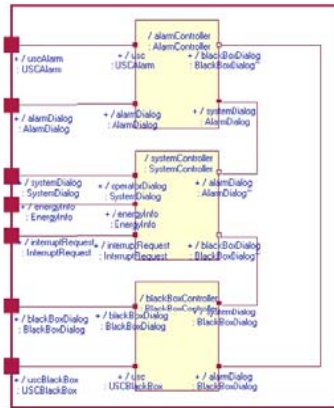 / alarmController
: AlarmController
+ / uscAlarm
: USCAlarm
+ / usc
: USCAlarm
+ / blackBoxDialog
: BlackBoxDialog~
+ / alarmDialog
: AlarmDialog
+ / alarmDialog
: AlarmDialog
+ / systemDialog
: AlarmDialog
/ systemController
: SystemController
+ / systemDialog
: SystemDialog
+ / operatorDialog
: SystemDialog
+ / alarmDialog
: AlarmDialog~
+ / energyInfo
: EnergyInfo
+ / energyInfo
: EnergyInfo
+ / interruptRequest
: InterruptRequest
+ / interruptRequest
: InterruptRequest
+ / blackBoxDialog
: BlackBoxDialog~
/ blackBoxController
: BlackBoxController
+ / blackBoxDialog
: BlackBoxDialog
+ / blackBoxDialog
: BlackBoxDialog
+ / systemDialog
: BlackBoxDialog
+ / uscBlackBox
: USCBlackBox
+ / usc
: USCBlackBox
+ / alarmDialog
: BlackBoxDialog